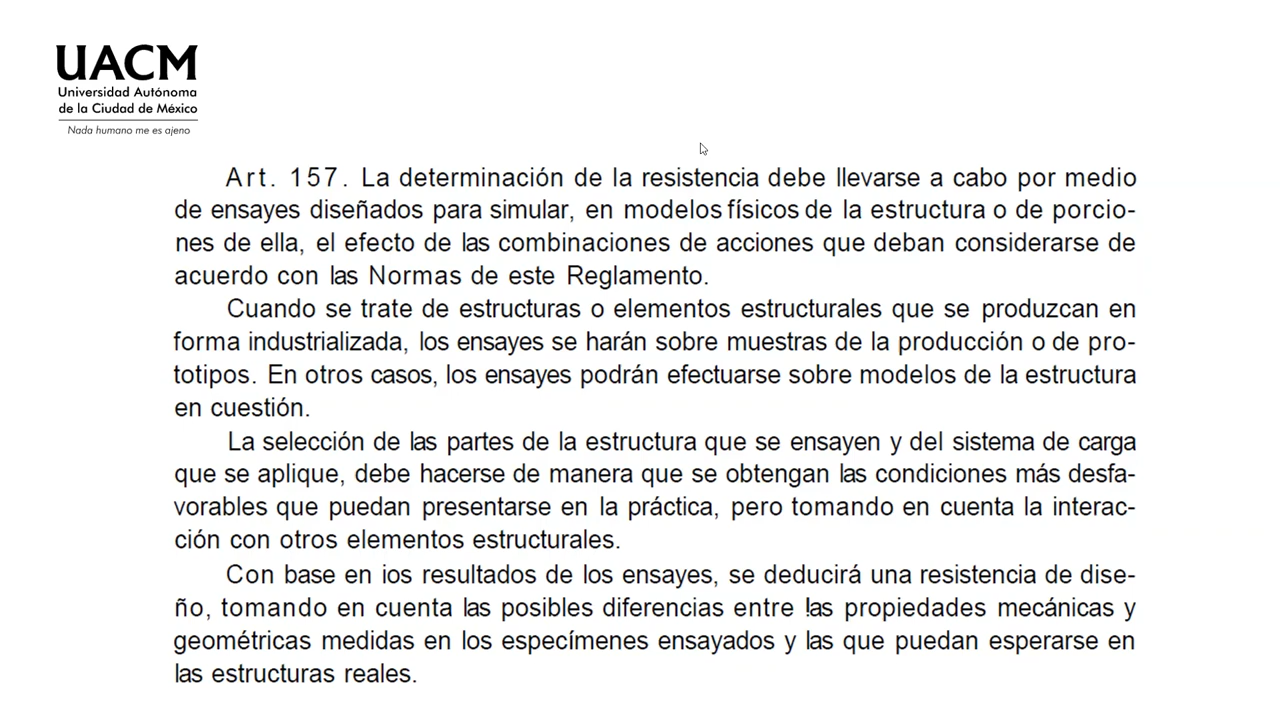 UACM
Universidad Autónoma
de la Ciudad de México
Nada humano me es ajeno
Art. 157. La determinación de la resistencia debe llevarse a cabo por medio
de ensayes diseñados para simular, en modelos físicos de la estructura o de porcio-
nes de ella, el efecto de las combinaciones de acciones que deban considerarse de
acuerdo con las Normas de este Reglamento.
Cuando se trate de estructuras o elementos estructurales que se produzcan en
forma industrializada, los ensayes se harán sobre muestras de la producción o de pro-
totipos. En otros casos, los ensayes podrán efectuarse sobre modelos de la estructura
en cuestión.
La selección de las partes de la estructura que se ensayen y del sistema de carga
que se aplique, debe hacerse de manera que se obtengan las condiciones más desfa-
vorables que puedan presentarse en la práctica, pero tomando en cuenta la interac-
ción con otros elementos estructurales.
Con base en ios resultados de los ensayes, se deducirá una resistencia de dise-
ño, tomando en cuenta las posibles diferencias entre !as propiedades mecánicas y
geométricas medidas en los especímenes ensayados y las que puedan esperarse en
las estructuras reales.